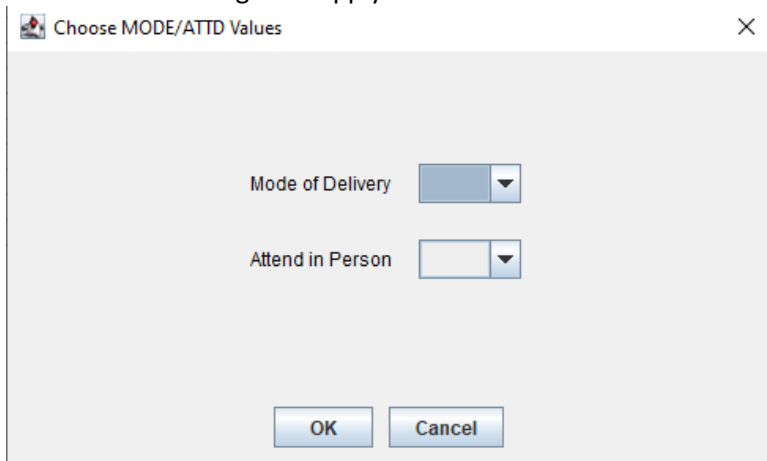 Choose MODE/ATTD Values
Mode of Delivery
Attend in Person
OK Cancel